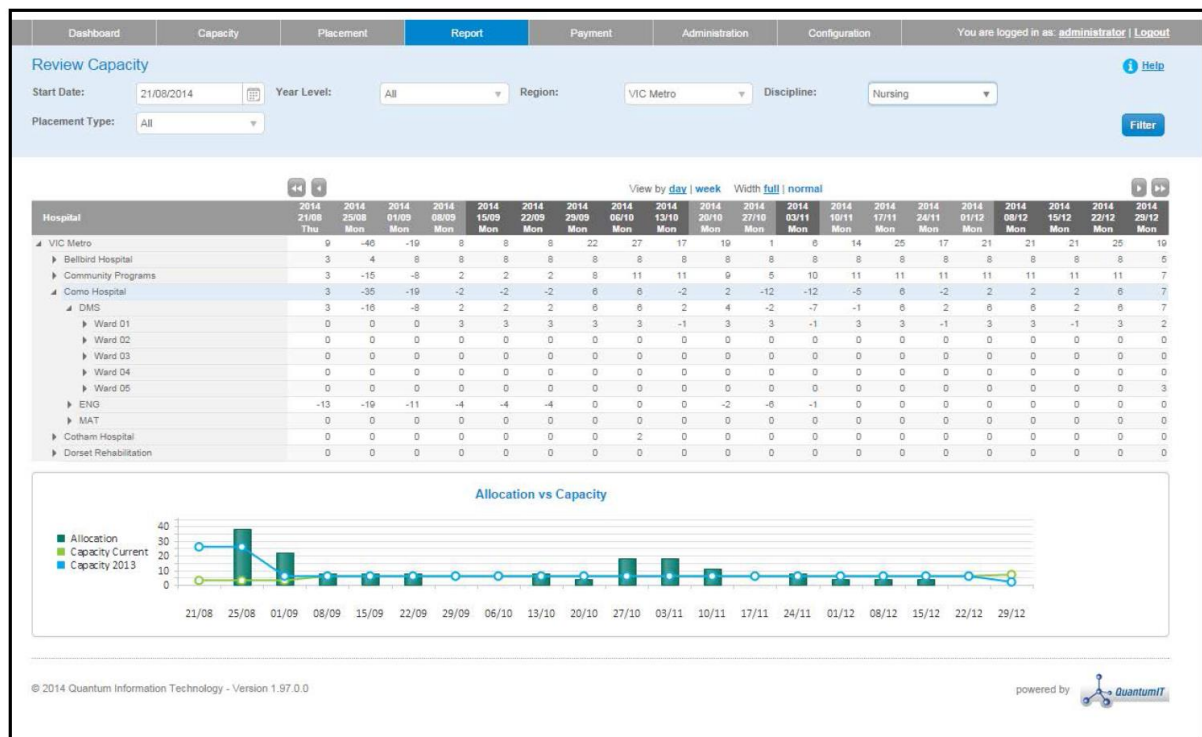 Dashboard Capacity Placement Report Payment Administration Configuration You are logged in as: administrator | Logout
Review Capacity Help
Start Date: 21/08/2014 Year Level: All Region: VIC Metro Discipline: Nursing
Placement Type: All Filter
View by day | week Width full | normal
Hospital 2014 21/08 Thu 2014 25/08 Mon 2014 01/09 Mon 2014 08/09 Mon 2014 15/09 Mon 2014 22/09 Mon 2014 29/09 Mon 2014 06/10 Mon 2014 13/10 Mon 2014 20/10 Mon 2014 27/10 Mon 2014 03/11 Mon 2014 10/11 Mon 2014 17/11 Mon 2014 24/11 Mon 2014 01/12 Mon 2014 08/12 Mon 2014 15/12 Mon 2014 22/12 Mon 2014 29/12 Mon
VIC Metro 9 -46 -19 8 8 8 22 27 17 19 1 6 14 25 17 21 21 21 25 19
Bellbird Hospital 3 4 8 8 8 8 8 8 8 8 8 8 8 8 8 8 8 8 8 5
Community Programs 3 -15 -8 2 2 2 8 11 11 9 5 10 11 11 11 11 11 11 11 7
Como Hospital 3 -35 -19 -2 -2 -2 6 6 -2 2 -12 -12 -5 6 -2 2 2 2 6 7
DMS 3 -16 -8 2 2 2 6 6 2 4 -2 -7 -1 6 2 6 6 2 6 7
Ward 01 0 0 0 3 3 3 3 3 -1 3 3 -1 3 3 -1 3 3 -1 3 2
Ward 02 0 0 0 0 0 0 0 0 0 0 0 0 0 0 0 0 0 0 0 0
Ward 03 0 0 0 0 0 0 0 0 0 0 0 0 0 0 0 0 0 0 0 0
Ward 04 0 0 0 0 0 0 0 0 0 0 0 0 0 0 0 0 0 0 0 0
Ward 05 0 0 0 0 0 0 0 0 0 0 0 0 0 0 0 0 0 0 0 3
ENG -13 -19 -11 -4 -4 -4 0 0 0 -2 -6 -1 0 0 0 0 0 0 0 0
MAT 0 0 0 0 0 0 0 0 0 0 0 0 0 0 0 0 0 0 0 0
Cotham Hospital 0 0 0 0 0 0 0 2 0 0 0 0 0 0 0 0 0 0 0 0
Dorset Rehabilitation 0 0 0 0 0 0 0 0 0 0 0 0 0 0 0 0 0 0 0 0
Allocation vs Capacity
Allocation
Capacity Current
Capacity 2013
40
30
20
10
0
21/08 25/08 01/09 08/09 15/09 22/09 29/09 06/10 13/10 20/10 27/10 03/11 10/11 17/11 24/11 01/12 08/12 15/12 22/12 29/12
© 2014 Quantum Information Technology - Version 1.97.0.0 powered by QuantumIT